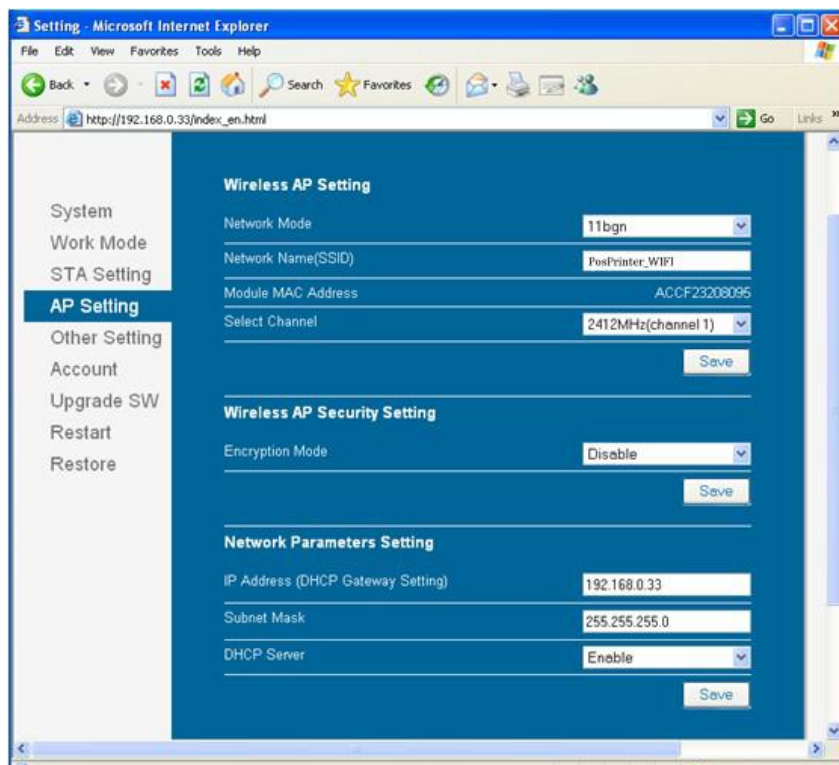 Setting - Microsoft Internet Explorer
File Edit View Favorites Tools Help
Back Search Favorites
Address http://192.168.0.33/index_en.html Go Links »
System
Work Mode
STA Setting
AP Setting
Other Setting
Account
Upgrade SW
Restart
Restore
Wireless AP Setting
Network Mode 11bgn
Network Name(SSID) PosPrinter_WIFI
Module MAC Address ACCF23208095
Select Channel 2412MHz(channel 1)
Save
Wireless AP Security Setting
Encryption Mode Disable
Save
Network Parameters Setting
IP Address (DHCP Gateway Setting) 192.168.0.33
Subnet Mask 255.255.255.0
DHCP Server Enable
Save